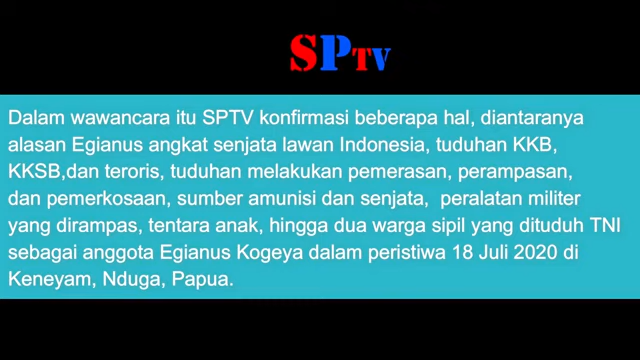 SPTV
Dalam wawancara itu SPTV konfirmasi beberapa hal, diantaranya
alasan Egianus angkat senjata lawan Indonesia, tuduhan KKB,
KKSB,dan teroris, tuduhan melakukan pemerasan, perampasan,
dan pemerkosaan, sumber amunisi dan senjata, peralatan militer
yang dirampas, tentara anak, hingga dua warga sipil yang dituduh TNI
sebagai anggota Egianus Kogeya dalam peristiwa 18 Juli 2020 di
Keneyam, Nduga, Papua.